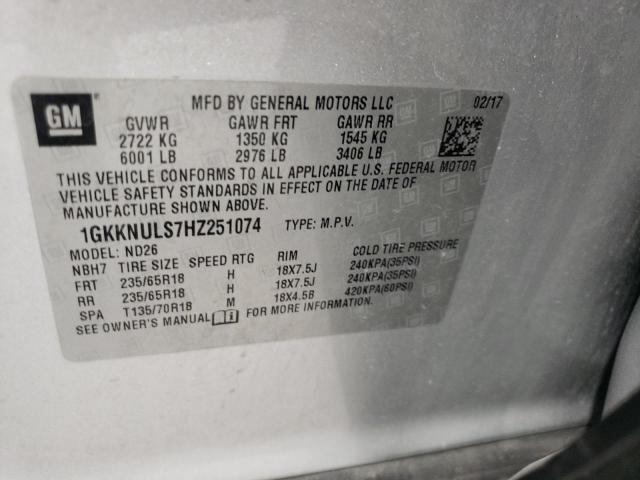 GM
MFD BY GENERAL MOTORS LLC 02/17
GVWR GAWR FRT GAWR RR
2722 KG 1350 KG 1545 KG
6001 LB 2976 LB 3406 LB
THIS VEHICLE CONFORMS TO ALL APPLICABLE U.S. FEDERAL MOTOR
VEHICLE SAFETY STANDARDS IN EFFECT ON THE DATE OF
MANUFACTURE SHOWN ABOVE.
1GKKNULS7HZ251074 TYPE: M.P.V.
MODEL: ND26
NBH7 TIRE SIZE SPEED RTG RIM COLD TIRE PRESSURE
FRT 235/65R18 H 18X7.5J 240KPA(35PSI)
RR 235/65R18 H 18X7.5J 240KPA(35PSI)
SPA T135/70R18 M 18X4.5B 420KPA(60PSI)
SEE OWNER'S MANUAL FOR MORE INFORMATION.